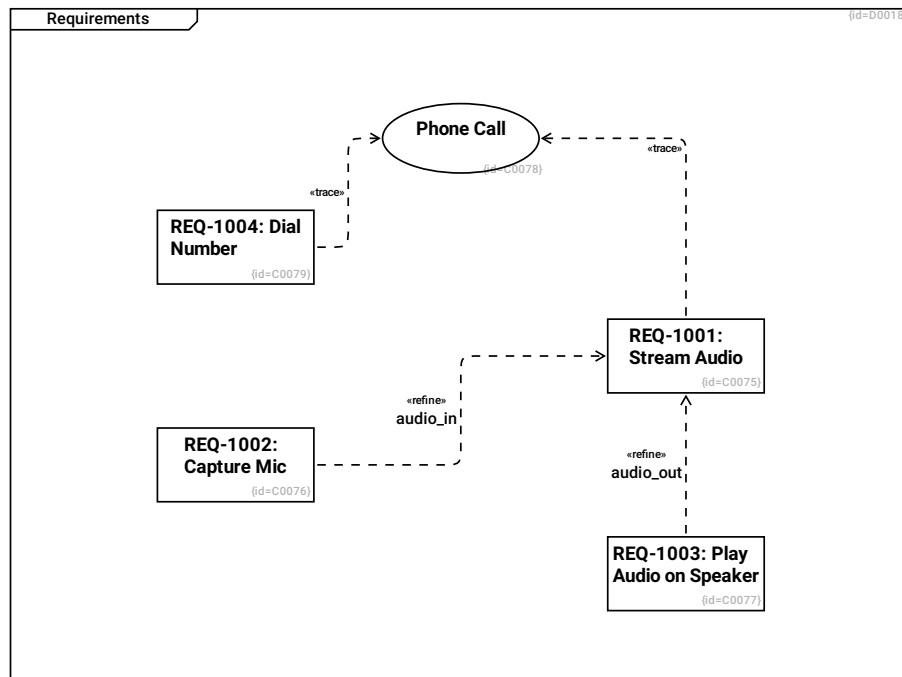 Requirements
{id=D0018
Phone Call
{id=C0078}
«trace»
«trace»
REQ-1004: Dial
Number
{id=C0079}
REQ-1001:
Stream Audio
{id=C0075}
«refine»
audio_in
REQ-1002:
Capture Mic
{id=C0076}
«refine»
audio_out
REQ-1003: Play
Audio on Speaker
{id=C0077}